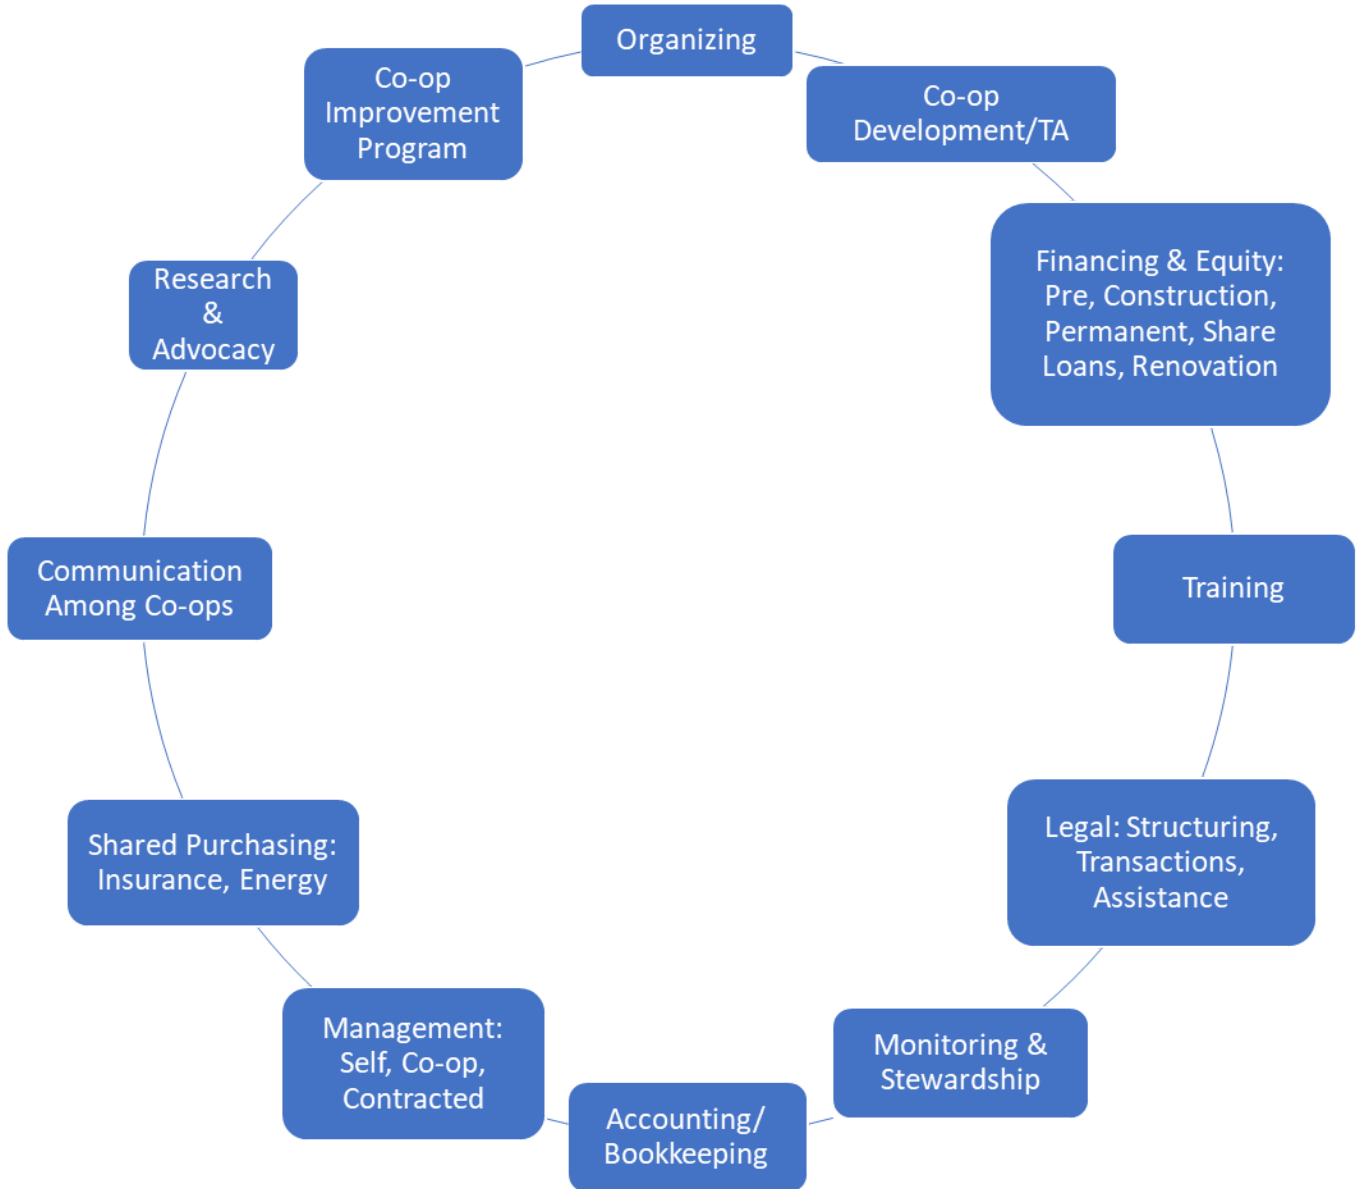 Organizing
Co-op
Development/TA
Financing & Equity:
Pre, Construction,
Permanent, Share
Loans, Renovation
Training
Legal: Structuring,
Transactions,
Assistance
Monitoring &
Stewardship
Accounting/
Bookkeeping
Management:
Self, Co-op,
Contracted
Shared Purchasing:
Insurance, Energy
Communication
Among Co-ops
Research
&
Advocacy
Co-op
Improvement
Program